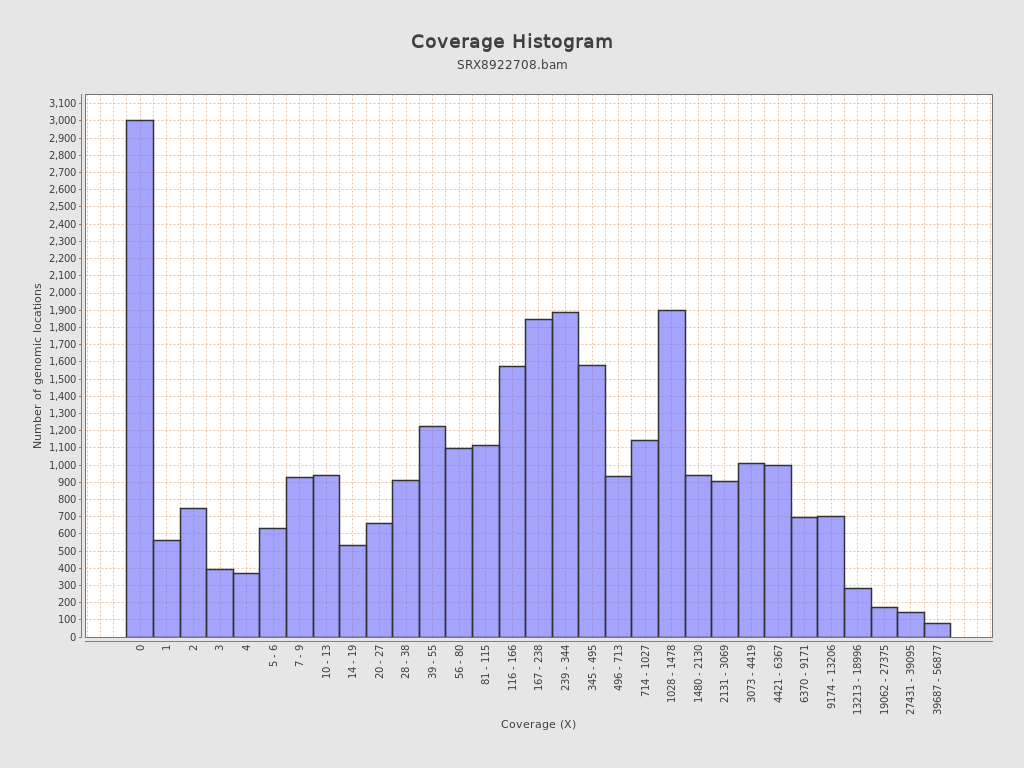 Coverage Histogram
SRX8922708.bam
Number of genomic locations
3,100
3,000
2,900
2,800
2,700
2,600
2,500
2,400
2,300
2,200
2,100
2,000
1,900
1,800
1,700
1,600
1,500
1,400
1,300
1,200
1,100
1,000
900
800
700
600
500
400
300
200
100
0
0
1
2
3
4
5 - 6
7 - 9
10 - 13
14 - 19
20 - 27
28 - 38
39 - 55
56 - 80
81 - 115
116 - 166
167 - 238
239 - 344
345 - 495
496 - 713
714 - 1027
1028 - 1478
1480 - 2130
2131 - 3069
3073 - 4419
4421 - 6367
6370 - 9171
9174 - 13206
13213 - 18996
19062 - 27375
27431 - 39095
39687 - 56877
Coverage (X)